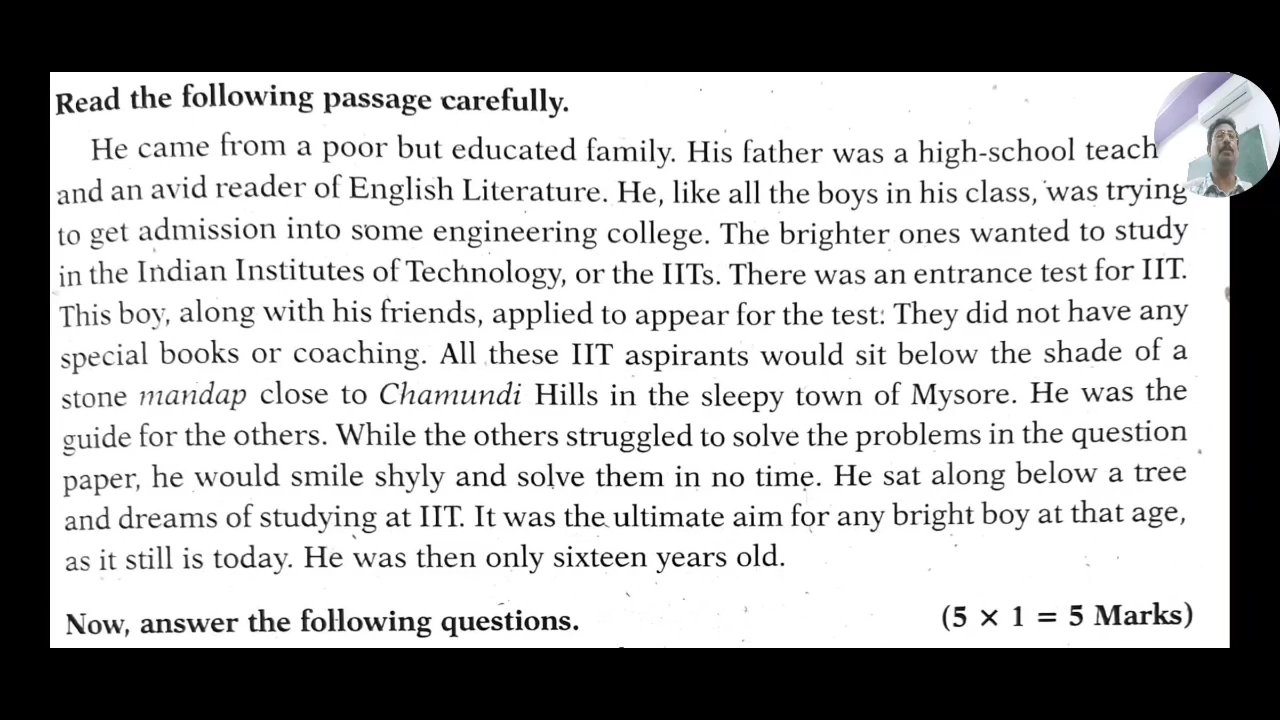 Read the following passage carefully.
He came from a poor but educated family. His father was a high-school teach
and an avid reader of English Literature. He, like all the boys in his class, was trying
to get admission into some engineering college. The brighter ones wanted to study
in the Indian Institutes of Technology, or the IITs. There was an entrance test for IIT.
This boy, along with his friends, applied to appear for the test: They did not have any
special books or coaching. All these IIT aspirants would sit below the shade of a
stone mandap close to Chamundi Hills in the sleepy town of Mysore. He was the
guide for the others. While the others struggled to solve the problems in the question
paper, he would smile shyly and solve them in no time. He sat along below a tree
and dreams of studying at IIT. It was the ultimate aim for any bright boy at that age,
as it still is today. He was then only sixteen years old.
Now, answer the following questions. (5 × 1 = 5 Marks)